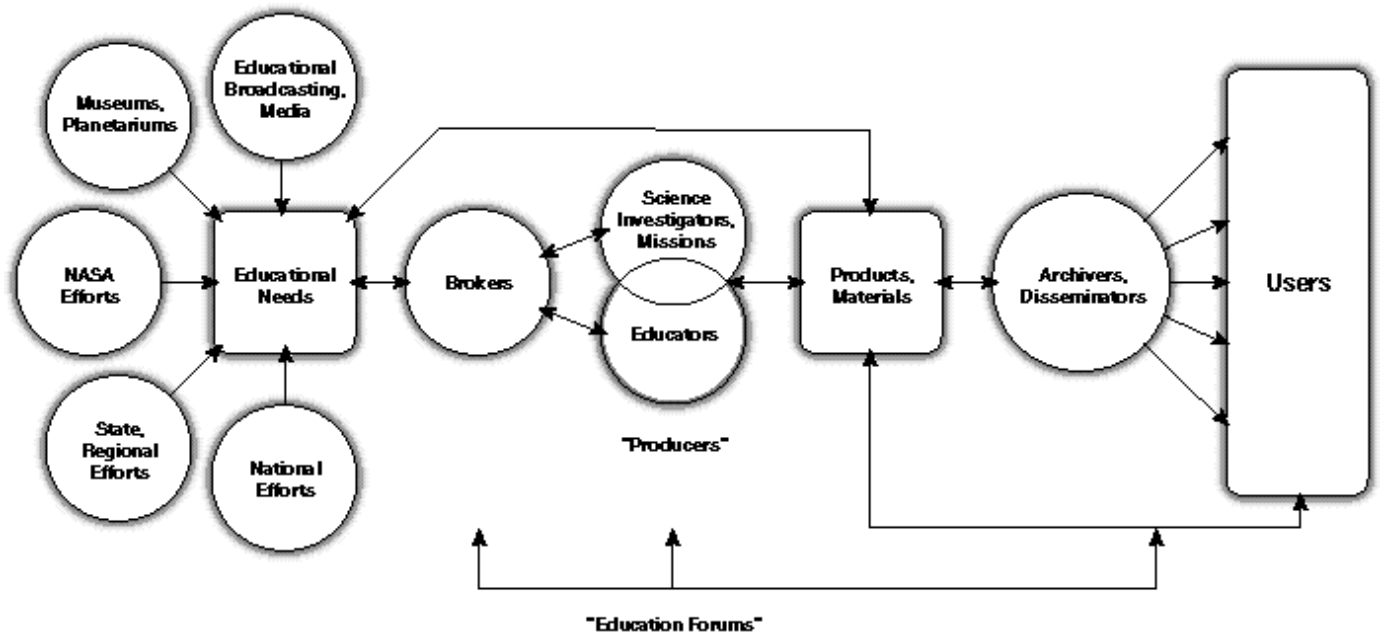 Educational
Broadcasting,
Media
Museums,
Planetariums
NASA
Efforts
State,
Regional
Efforts
National
Efforts
Educational
Needs
Brokers
Science
Investigators,
Missions
Educators
"Producers"
Products,
Materials
Archivers,
Disseminators
Users
"Education Forums"